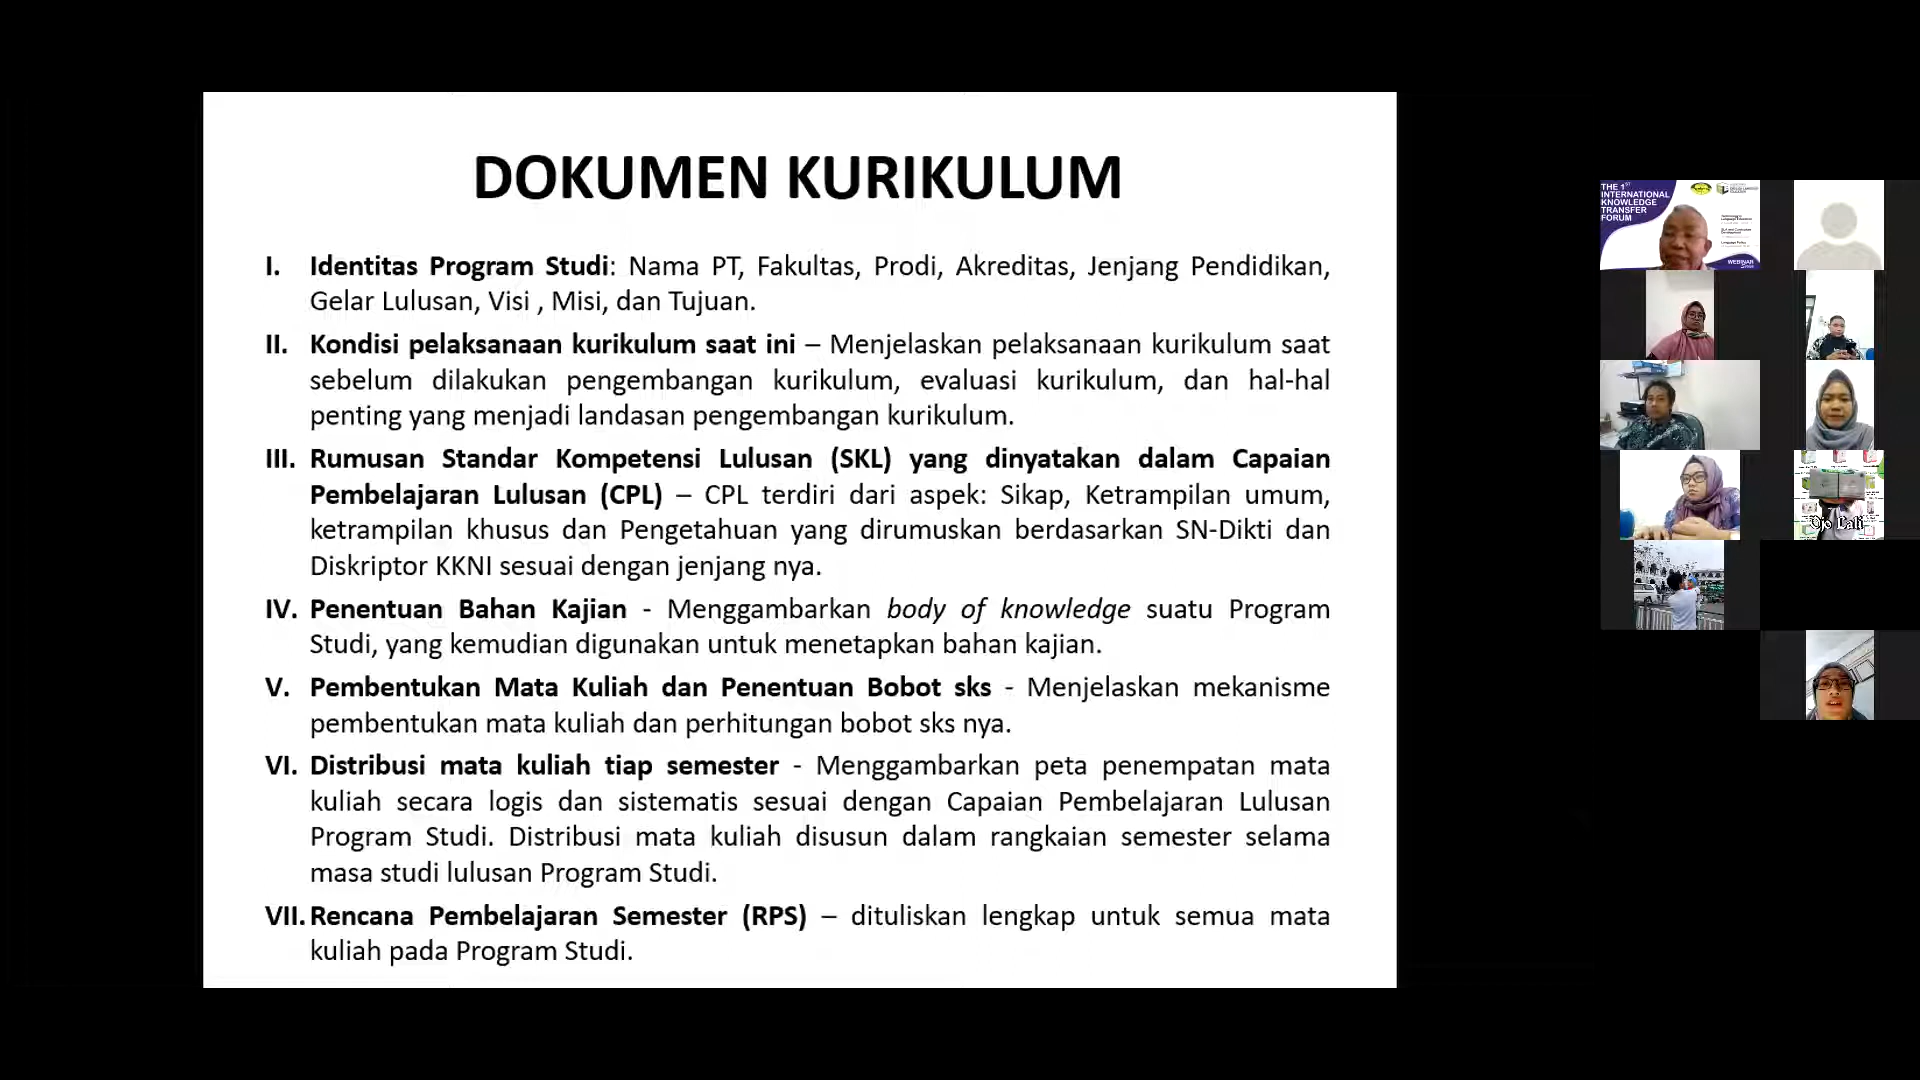 DOKUMEN KURIKULUM
I. Identitas Program Studi: Nama PT, Fakultas, Prodi, Akreditas, Jenjang Pendidikan,
Gelar Lulusan, Visi , Misi, dan Tujuan.
II. Kondisi pelaksanaan kurikulum saat ini – Menjelaskan pelaksanaan kurikulum saat
sebelum dilakukan pengembangan kurikulum, evaluasi kurikulum, dan hal-hal
penting yang menjadi landasan pengembangan kurikulum.
III. Rumusan Standar Kompetensi Lulusan (SKL) yang dinyatakan dalam Capaian
Pembelajaran Lulusan (CPL) – CPL terdiri dari aspek: Sikap, Ketrampilan umum,
ketrampilan khusus dan Pengetahuan yang dirumuskan berdasarkan SN-Dikti dan
Diskriptor KKNI sesuai dengan jenjang nya.
IV. Penentuan Bahan Kajian - Menggambarkan body of knowledge suatu Program
Studi, yang kemudian digunakan untuk menetapkan bahan kajian.
V. Pembentukan Mata Kuliah dan Penentuan Bobot sks - Menjelaskan mekanisme
pembentukan mata kuliah dan perhitungan bobot sks nya.
VI. Distribusi mata kuliah tiap semester - Menggambarkan peta penempatan mata
kuliah secara logis dan sistematis sesuai dengan Capaian Pembelajaran Lulusan
Program Studi. Distribusi mata kuliah disusun dalam rangkaian semester selama
masa studi lulusan Program Studi.
VII. Rencana Pembelajaran Semester (RPS) – dituliskan lengkap untuk semua mata
kuliah pada Program Studi.
THE 1ST
INTERNATIONAL
KNOWLEDGE
TRANSFER
FORUM
WEBINAR
Ojo Lali